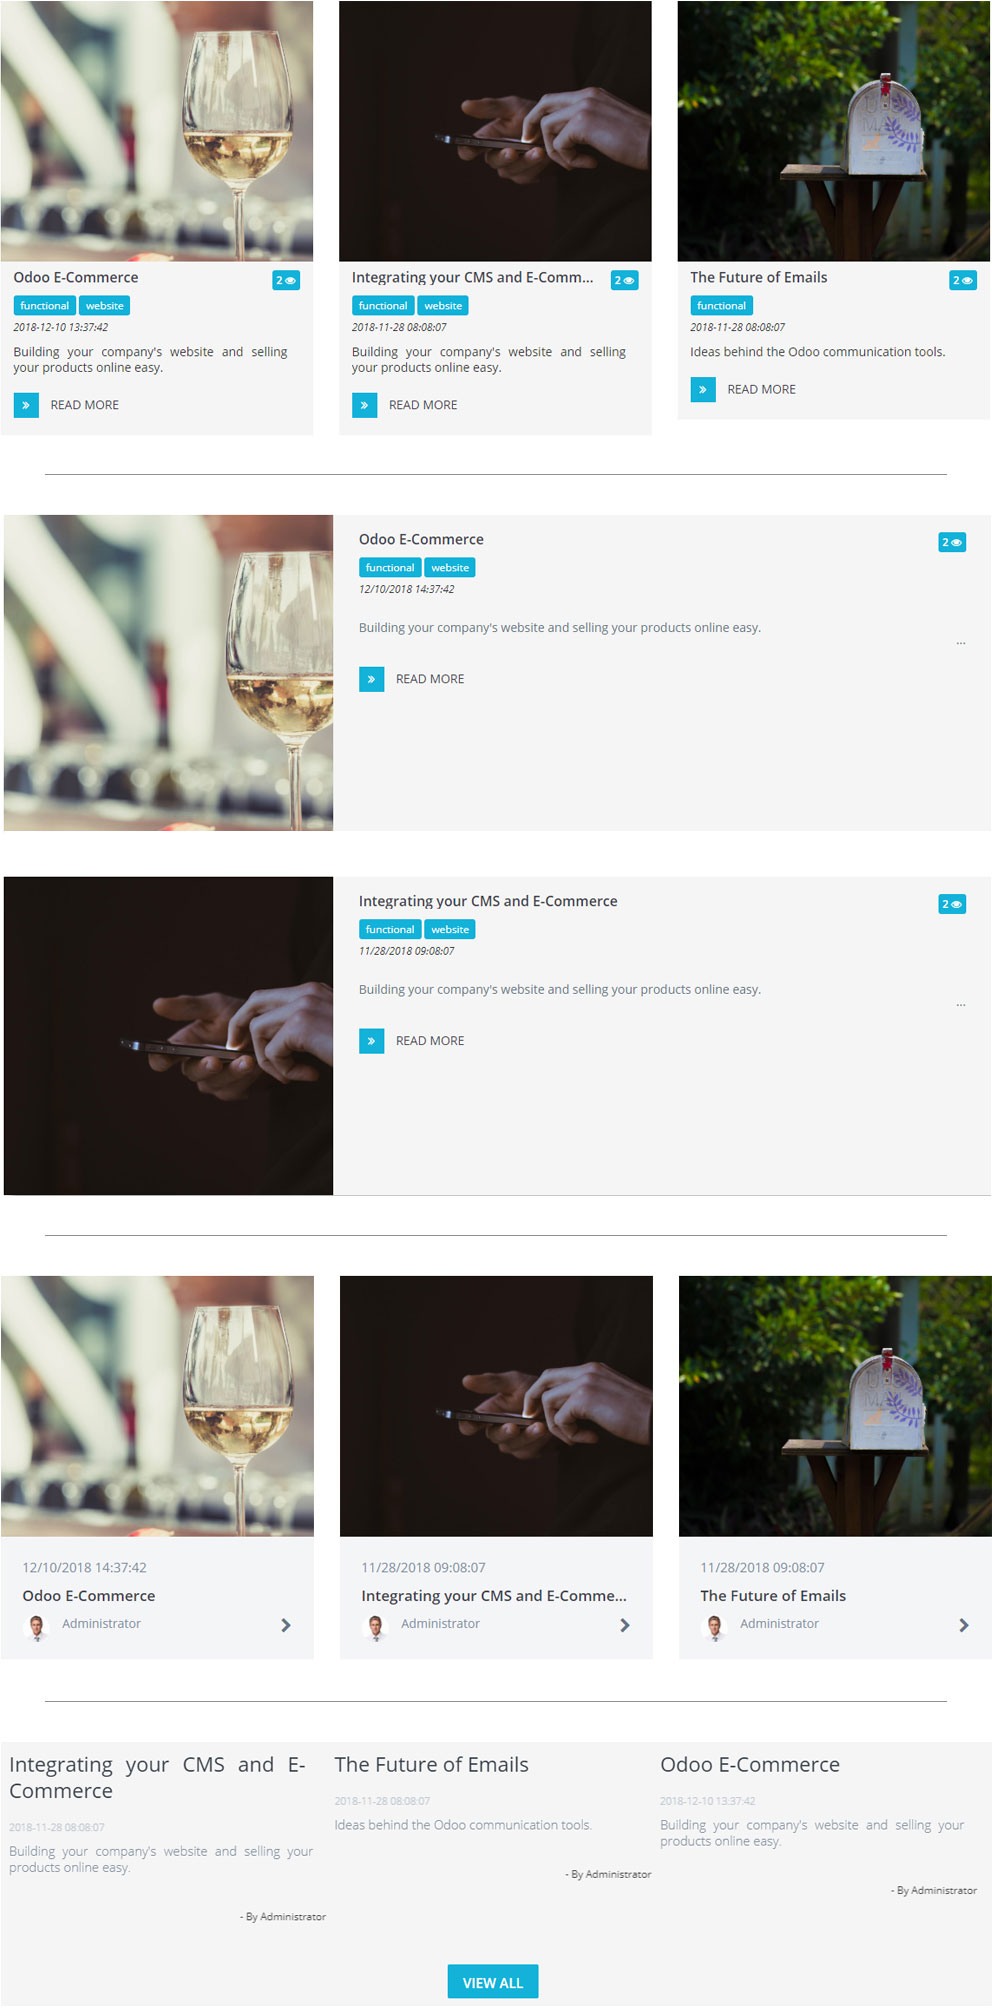 Odoo E-Commerce
2
functional website
2018-12-10 13:37:42
Building your company's website and selling
your products online easy.
READ MORE
Integrating your CMS and E-Comm...
2
functional website
2018-11-28 08:08:07
Building your company's website and selling
your products online easy.
READ MORE
The Future of Emails
2
functional
2018-11-28 08:08:07
Ideas behind the Odoo communication tools.
READ MORE
Odoo E-Commerce
2
functional website
12/10/2018 14:37:42
Building your company's website and selling your products online easy.
...
READ MORE
Integrating your CMS and E-Commerce
2
functional website
11/28/2018 09:08:07
Building your company's website and selling your products online easy.
...
READ MORE
12/10/2018 14:37:42
Odoo E-Commerce
Administrator
11/28/2018 09:08:07
Integrating your CMS and E-Comme...
Administrator
11/28/2018 09:08:07
The Future of Emails
Administrator
Integrating your CMS and E-
Commerce
2018-11-28 08:08:07
Building your company's website and selling your
products online easy.
- By Administrator
The Future of Emails
2018-11-28 08:08:07
Ideas behind the Odoo communication tools.
- By Administrator
Odoo E-Commerce
2018-12-10 13:37:42
Building your company's website and selling your
products online easy.
- By Administrator
VIEW ALL